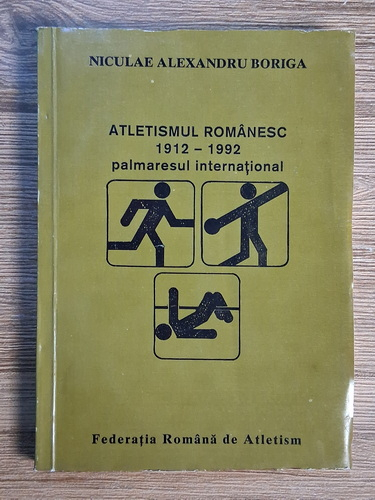 NICULAE ALEXANDRU BORIGA
ATLETISMUL ROMÂNESC
1912 – 1992
palmaresul internațional
Federația Română de Atletism